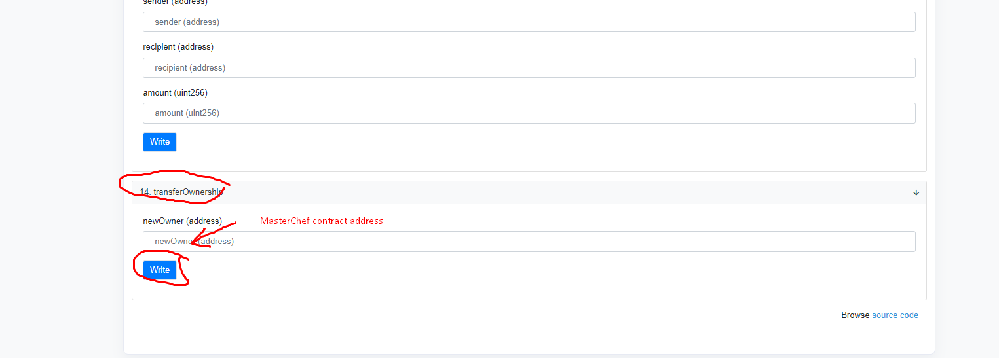 sender (address)
sender (address)
recipient (address)
recipient (address)
amount (uint256)
amount (uint256)
Write
14. transferOwnership
newOwner (address) MasterChef contract address
newOwner (address)
Write
Browse source code